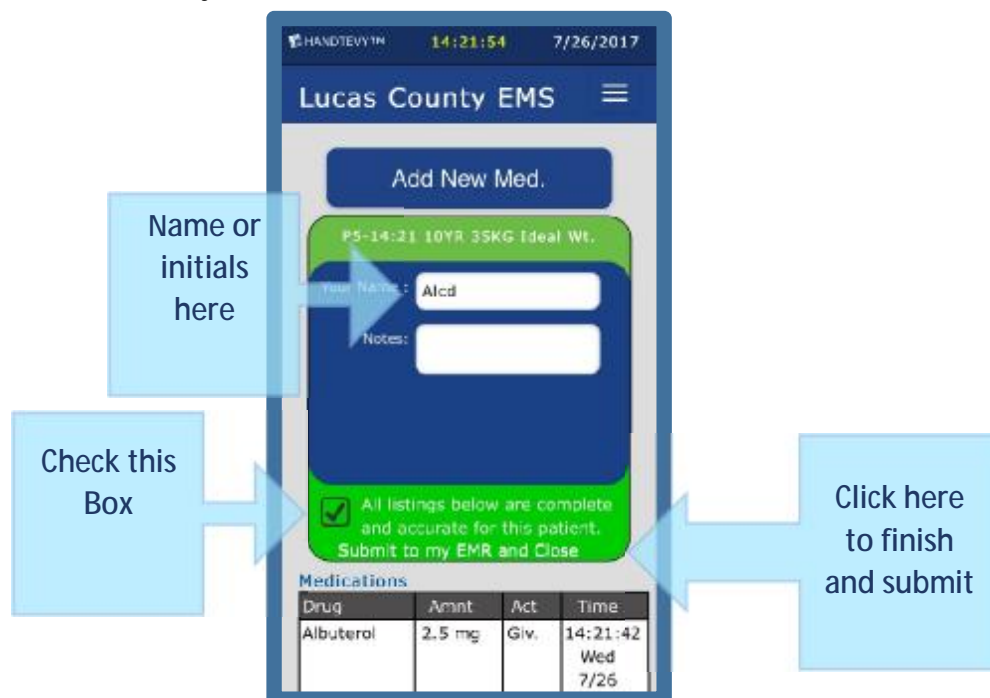 HANDTEVY™ 14:21:54 7/26/2017
Lucas County EMS
Add New Med.
Name or
initials
here
P5-14:21 10YR 35KG Ideal Wt.
Your Name : Alcd
Notes:
Check this
Box
All listings below are complete
and accurate for this patient.
Submit to my EMR and Close
Click here
to finish
and submit
Medications
Drug Amnt Act Time
Albuterol 2.5 mg Giv. 14:21:42
Wed
7/26